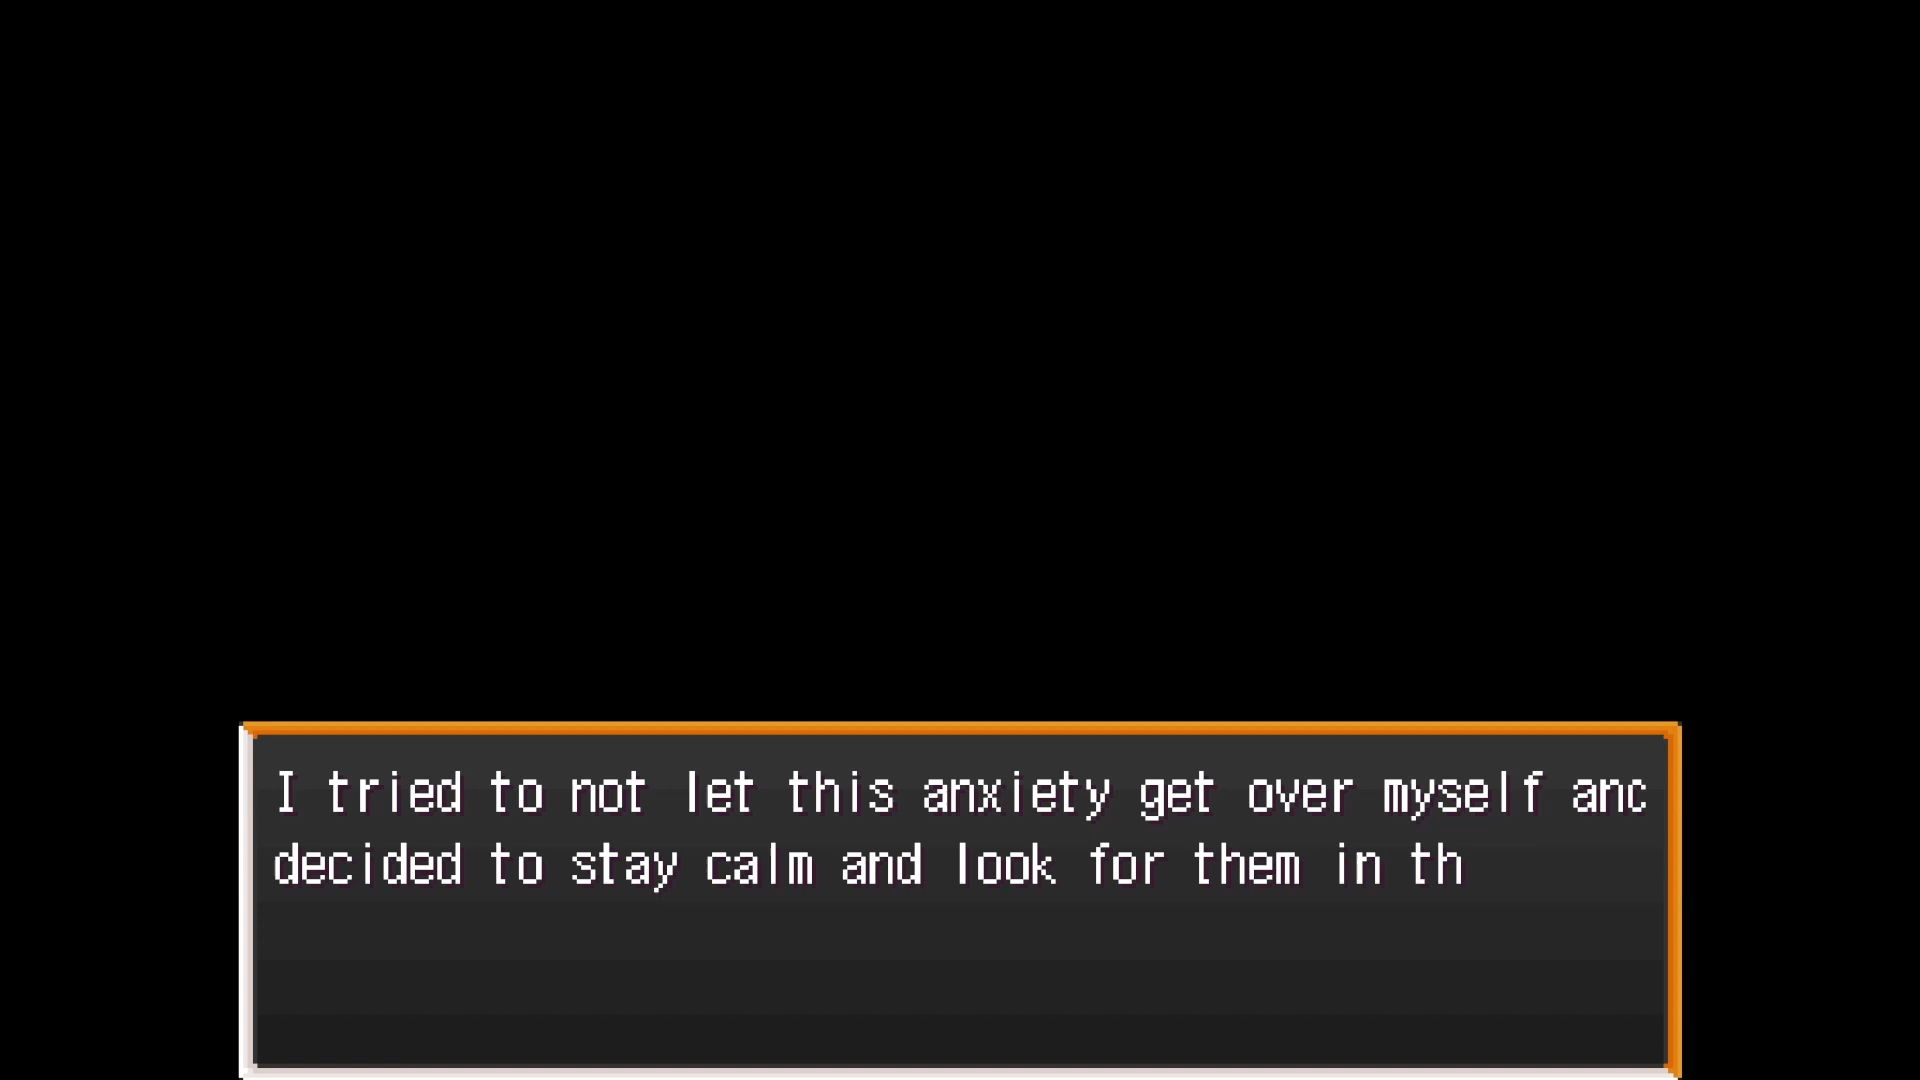 I tried to not let this anxiety get over myself anc
decided to stay calm and look for them in th